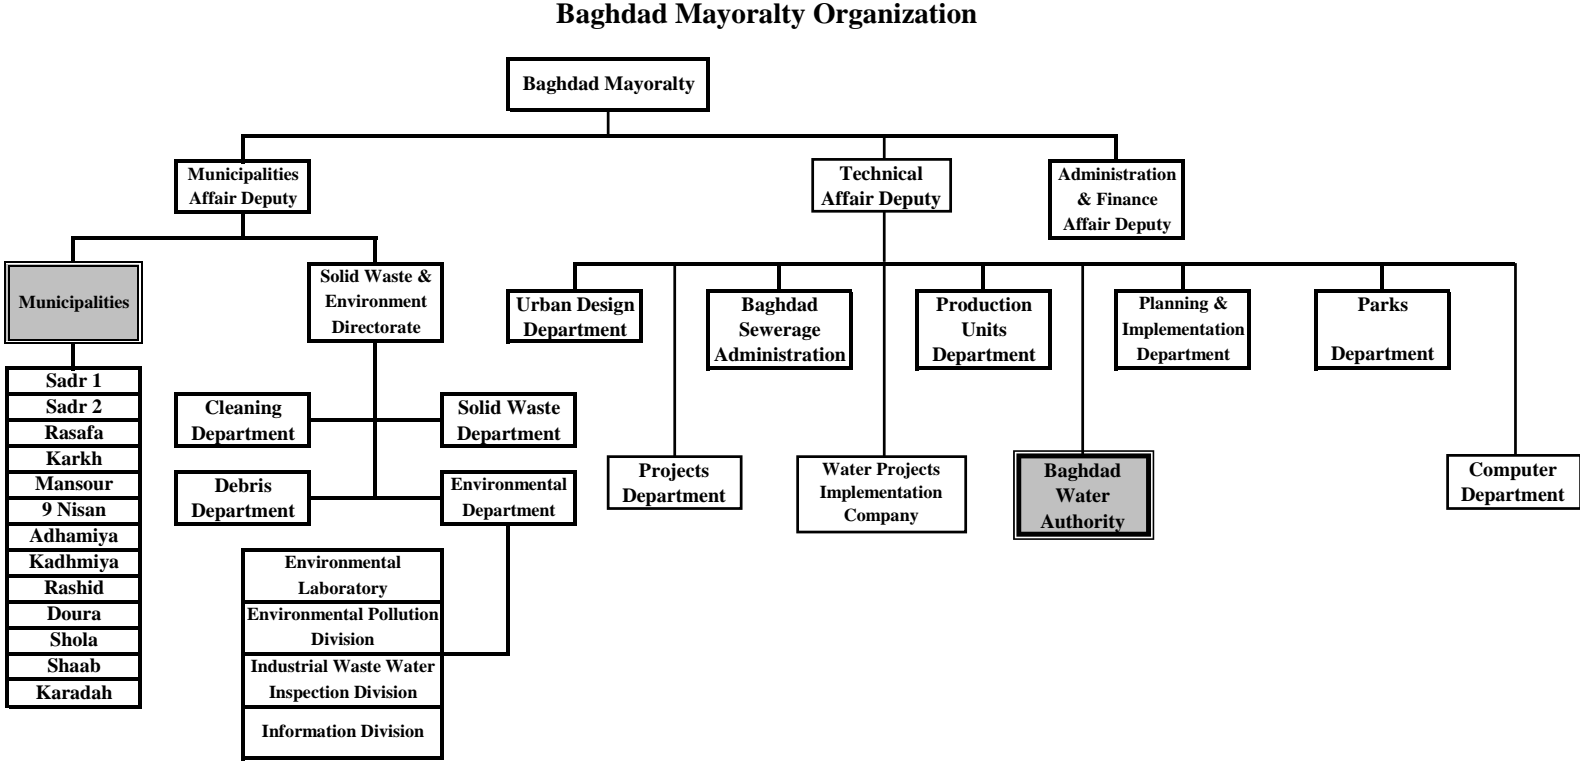 Baghdad Mayoralty Organization
Baghdad Mayoralty
Municipalities
Affair Deputy
Technical
Affair Deputy
Administration
& Finance
Affair Deputy
Municipalities
Solid Waste &
Environment
Directorate
Urban Design
Department
Baghdad
Sewerage
Administration
Production
Units
Department
Planning &
Implementation
Department
Parks
Department
Sadr 1
Sadr 2
Rasafa
Karkh
Mansour
9 Nisan
Adhamiya
Kadhmiya
Rashid
Doura
Shola
Shaab
Karadah
Cleaning
Department
Solid Waste
Department
Debris
Department
Environmental
Department
Environmental
Laboratory
Environmental Pollution
Division
Industrial Waste Water
Inspection Division
Information Division
Projects
Department
Water Projects
Implementation
Company
Baghdad
Water
Authority
Computer
Department